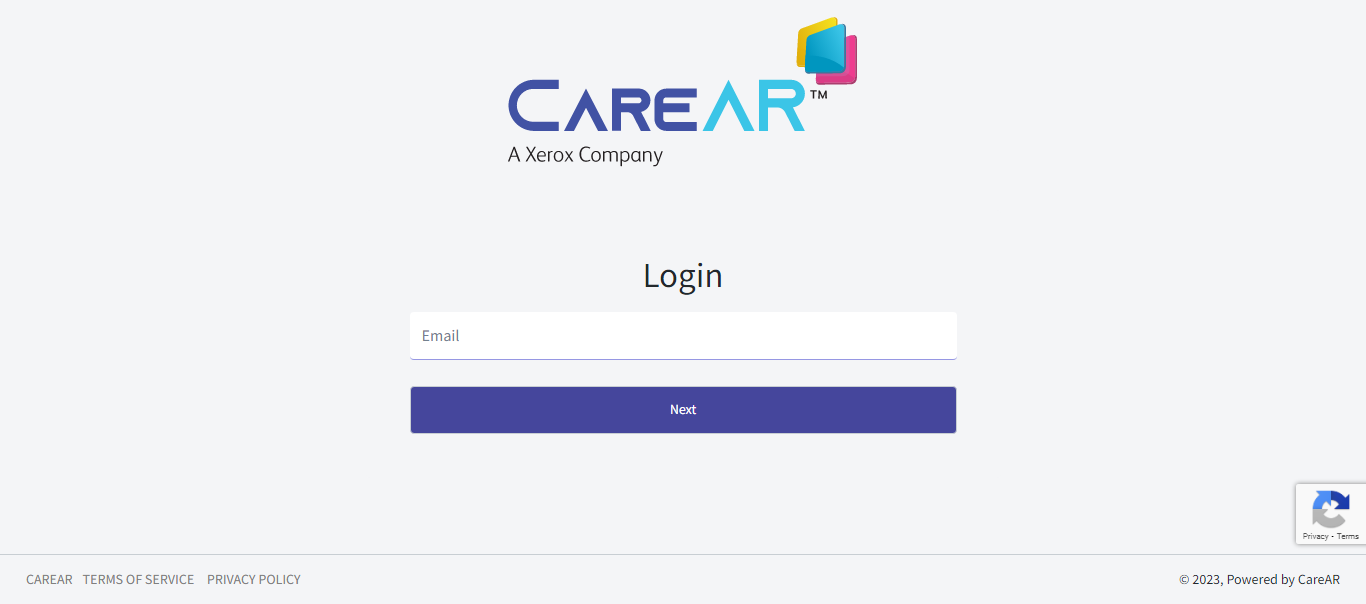 CAREAR™
A Xerox Company
Login
Email
Next
Privacy - Terms
CAREAR TERMS OF SERVICE PRIVACY POLICY
© 2023, Powered by CareAR